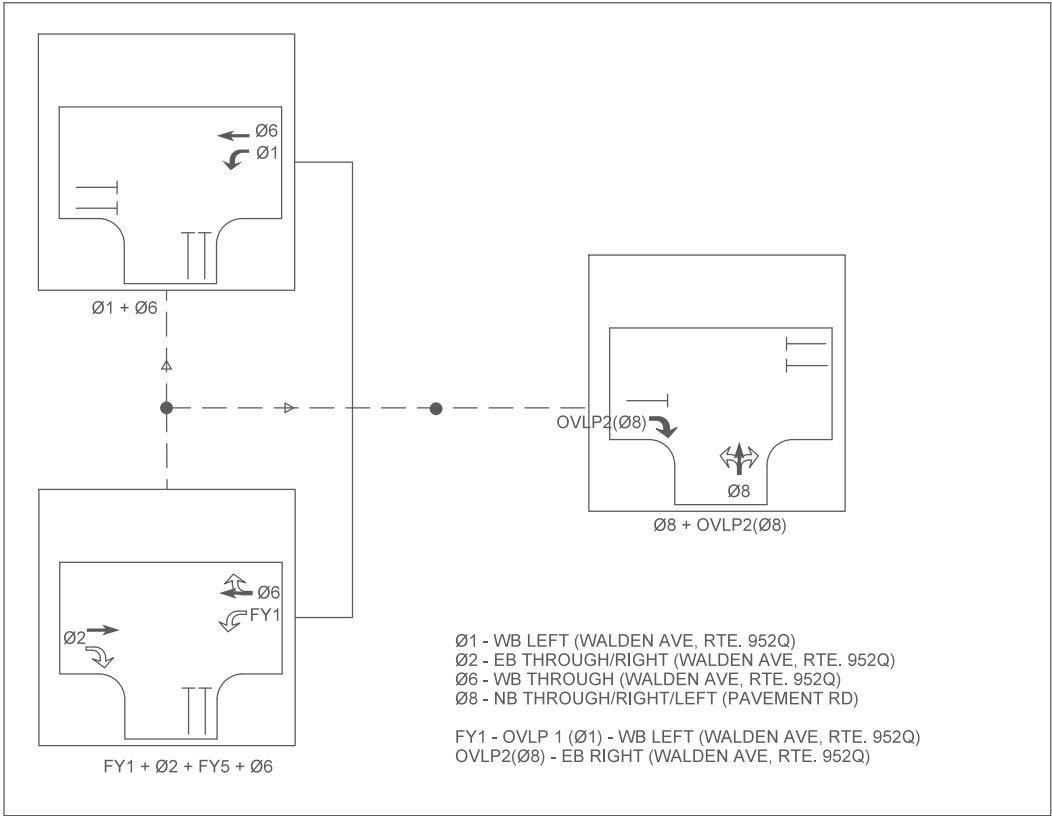 Ø6
Ø1
Ø1 + Ø6
OVLP2(Ø8)
Ø8
Ø8 + OVLP2(Ø8)
Ø6
FY1
Ø2
FY1 + Ø2 + FY5 + Ø6
Ø1 - WB LEFT (WALDEN AVE, RTE. 952Q)
Ø2 - EB THROUGH/RIGHT (WALDEN AVE, RTE. 952Q)
Ø6 - WB THROUGH (WALDEN AVE, RTE. 952Q)
Ø8 - NB THROUGH/RIGHT/LEFT (PAVEMENT RD)
FY1 - OVLP 1 (Ø1) - WB LEFT (WALDEN AVE, RTE. 952Q)
OVLP2(Ø8) - EB RIGHT (WALDEN AVE, RTE. 952Q)